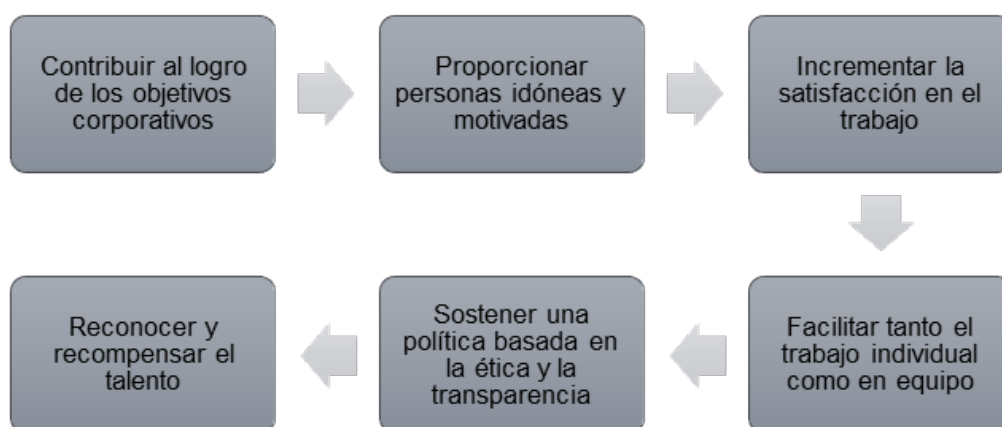 Contribuir al logro
de los objetivos
corporativos
Proporcionar
personas idóneas y
motivadas
Incrementar la
satisfacción en el
trabajo
Facilitar tanto el
trabajo individual
como en equipo
Sostener una
política basada en
la ética y la
transparencia
Reconocer y
recompensar el
talento